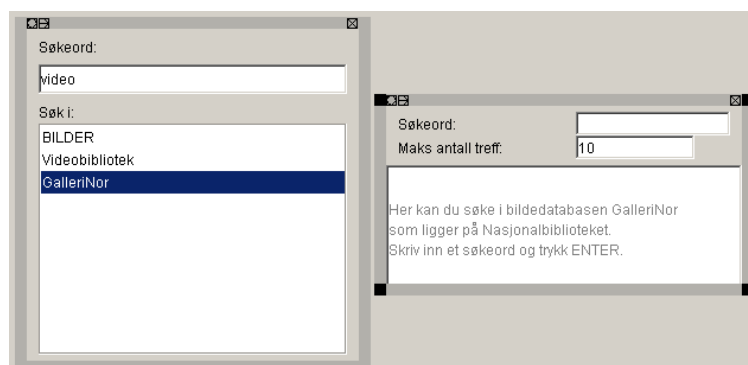 Søkeord:
video
Søk i:
BILDER
Videobibliotek
GalleriNor
Søkeord:
Maks antall treff:
10
Her kan du søke i bildedatabasen GalleriNor
som ligger på Nasjonalbiblioteket.
Skriv inn et søkeord og trykk ENTER.